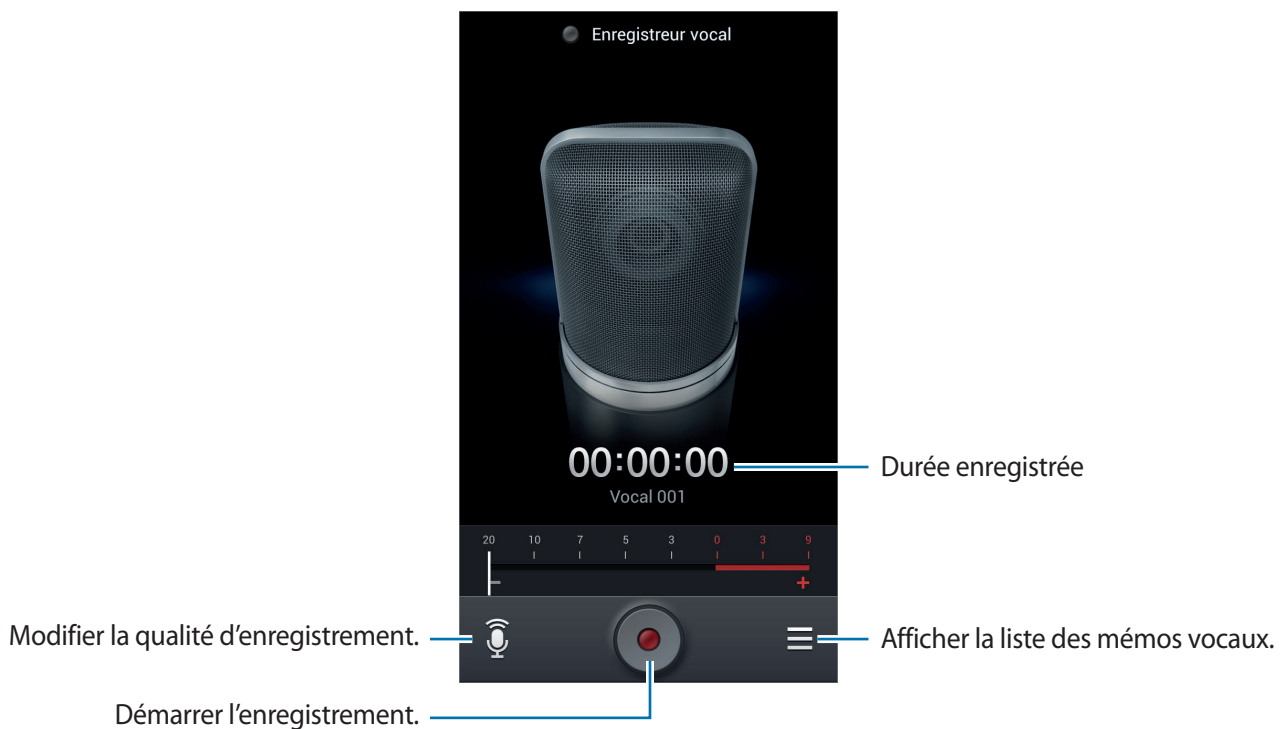 Enregistreur vocal
00:00:00
Durée enregistrée
Vocal 001
20 10 7 5 3 0 3 9
− +
Modifier la qualité d’enregistrement.
Afficher la liste des mémos vocaux.
Démarrer l’enregistrement.